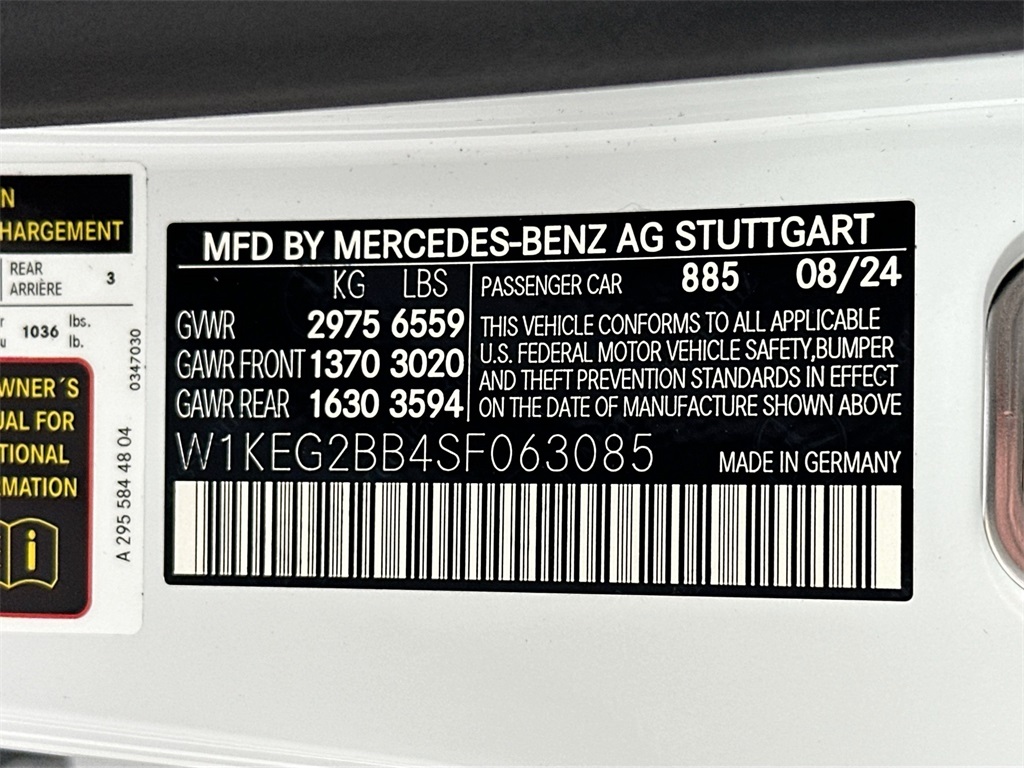 N
HARGEMENT
REAR
ARRIÈRE
3
1036
lbs.
lb.
0347030
WNER´S
UAL FOR
TIONAL
RMATION
A 295 584 48 04
MFD BY MERCEDES-BENZ AG STUTTGART
KG LBS
GVWR 2975 6559
GAWR FRONT 1370 3020
GAWR REAR 1630 3594
PASSENGER CAR 885 08/24
THIS VEHICLE CONFORMS TO ALL APPLICABLE
U.S. FEDERAL MOTOR VEHICLE SAFETY,BUMPER
AND THEFT PREVENTION STANDARDS IN EFFECT
ON THE DATE OF MANUFACTURE SHOWN ABOVE
W1KEG2BB4SF063085
MADE IN GERMANY